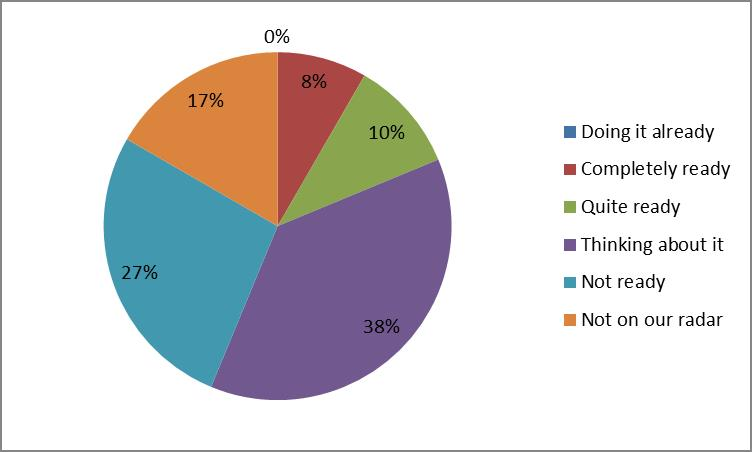 0%
8%
10%
38%
27%
17%
Doing it already
Completely ready
Quite ready
Thinking about it
Not ready
Not on our radar